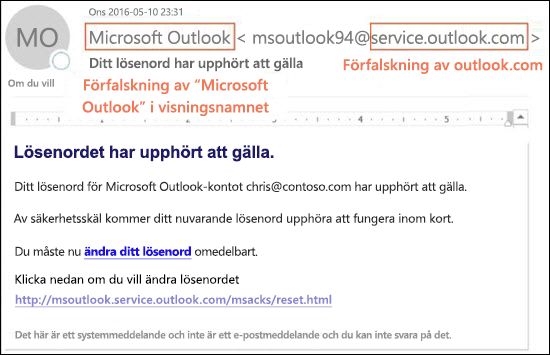 Ons 2016-05-10 23:31
MO
Microsoft Outlook < msoutlook94@service.outlook.com >
Ditt lösenord har upphört att gälla
Förfalskning av outlook.com
Om du vill
Förfalskning av “Microsoft
Outlook” i visningsnamnet
1 2 3 4 5
Lösenordet har upphört att gälla.
Ditt lösenord för Microsoft Outlook-kontot chris@contoso.com har upphört att gälla.
Av säkerhetsskäl kommer ditt nuvarande lösenord upphöra att fungera inom kort.
Du måste nu ändra ditt lösenord omedelbart.
Klicka nedan om du vill ändra lösenordet
http://msoutlook.service.outlook.com/msacks/reset.html
Det här är ett systemmeddelande och inte är ett e-postmeddelande och du kan inte svara på det.